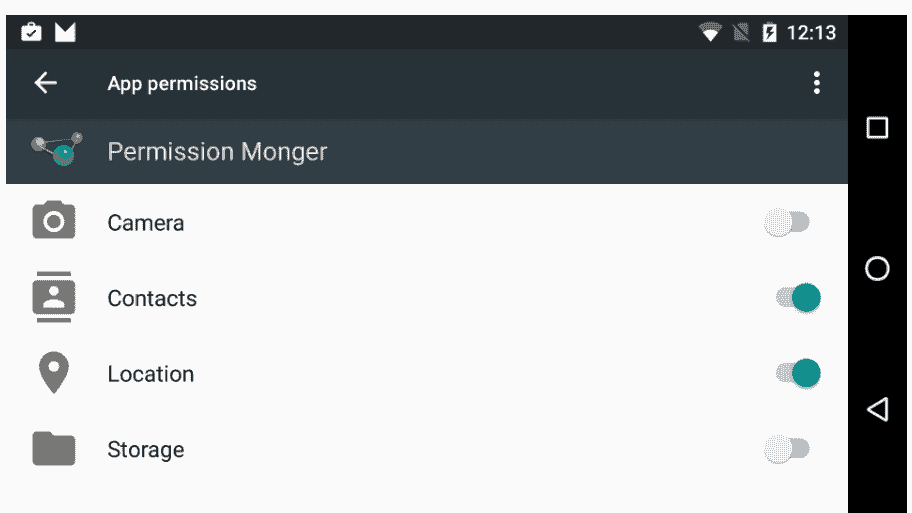 12:13
App permissions
Permission Monger
Camera
Contacts
Location
Storage